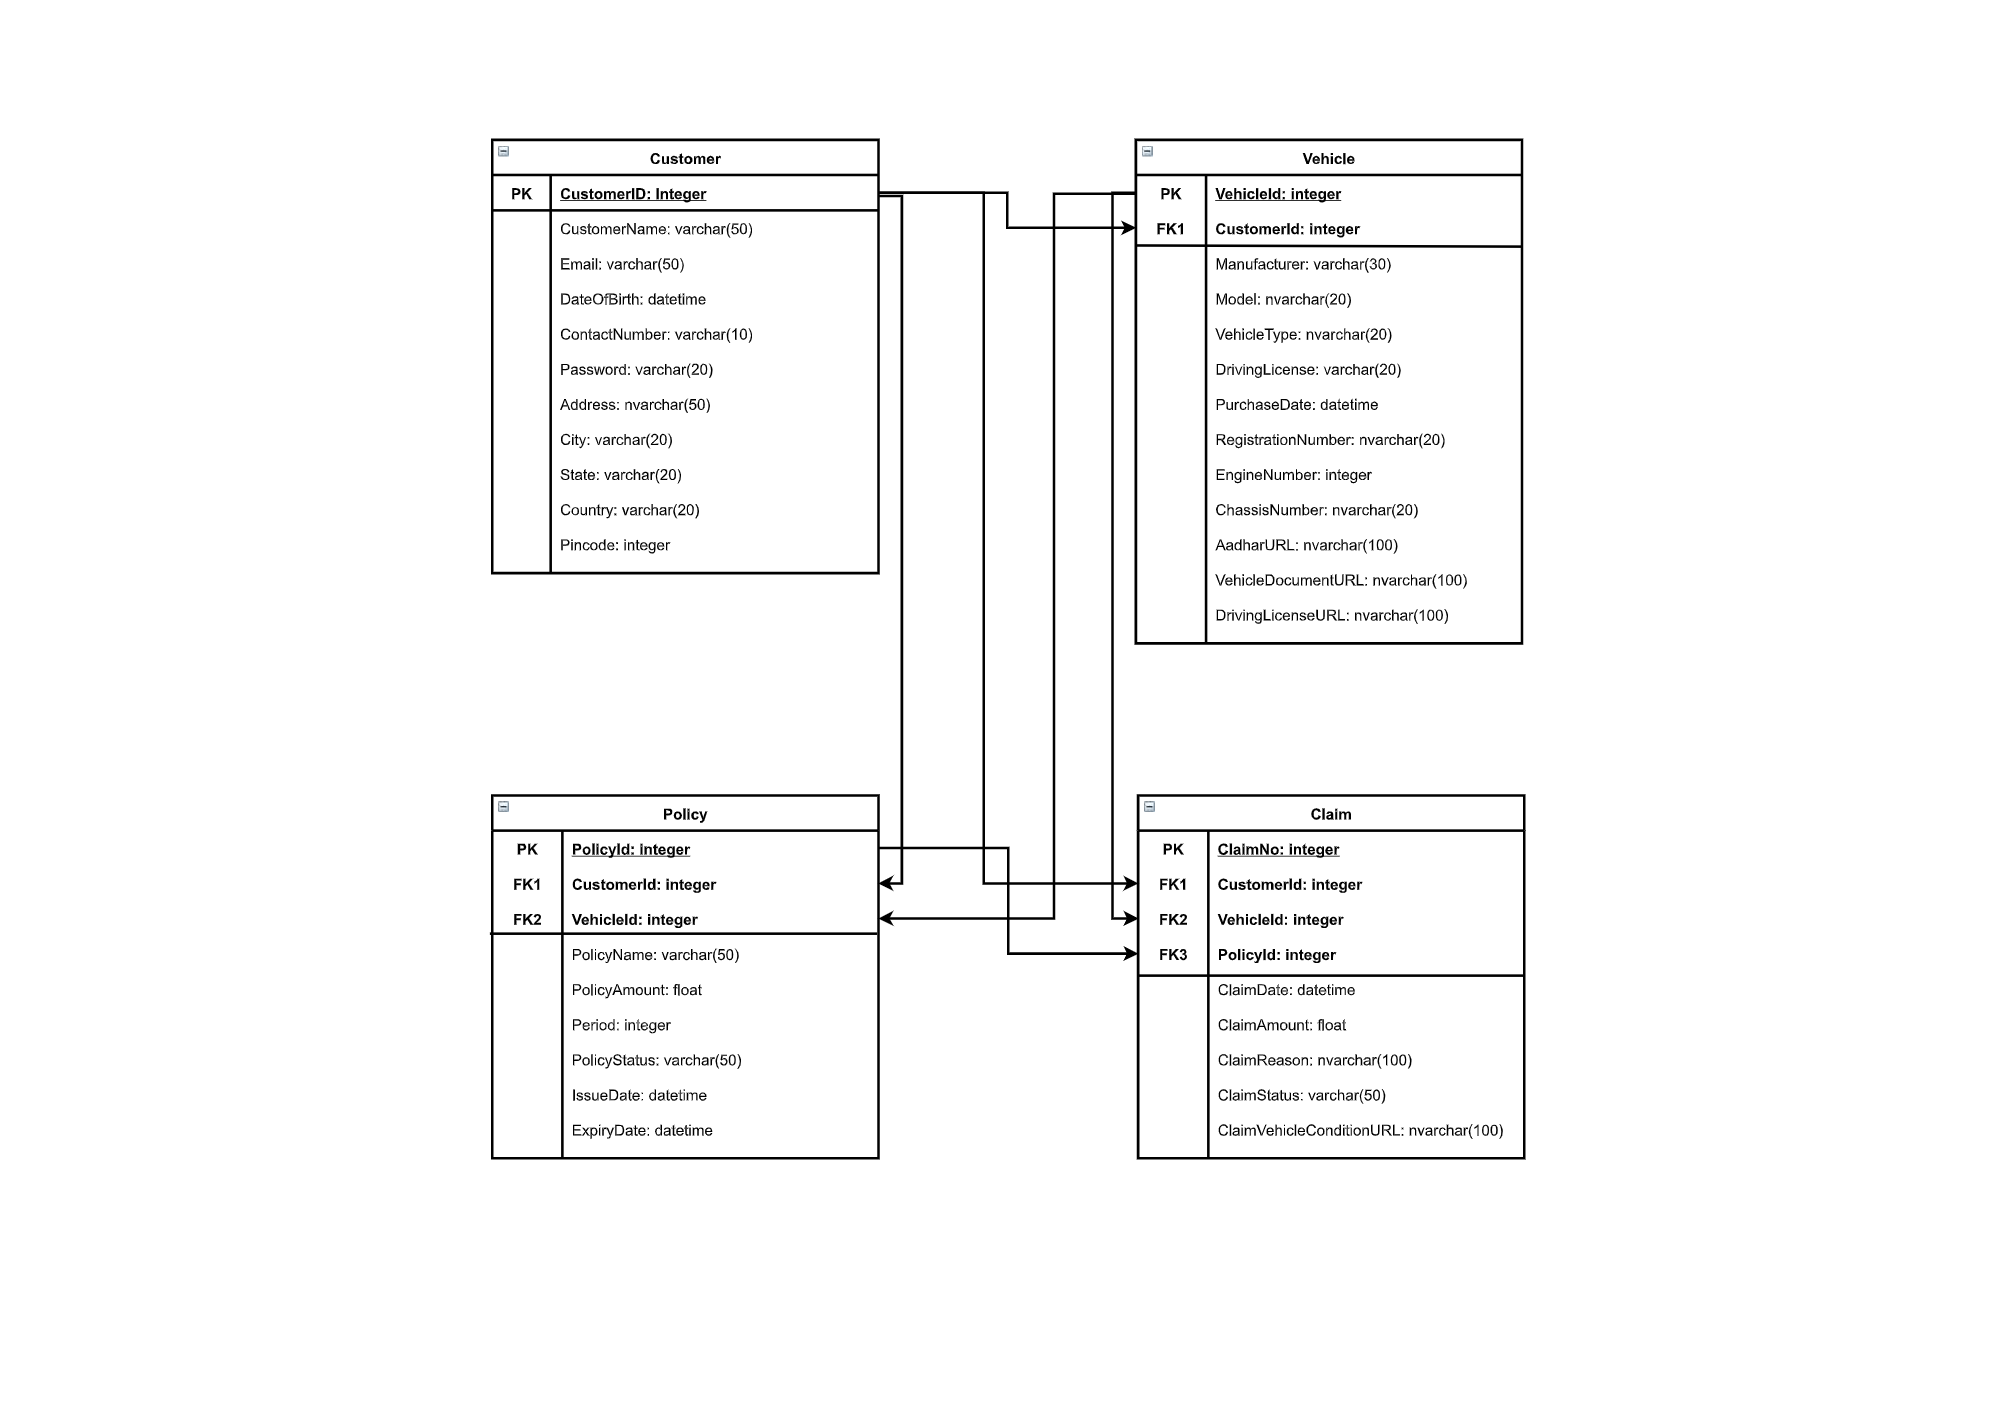 Customer
PK CustomerID: Integer
CustomerName: varchar(50)
Email: varchar(50)
DateOfBirth: datetime
ContactNumber: varchar(10)
Password: varchar(20)
Address: nvarchar(50)
City: varchar(20)
State: varchar(20)
Country: varchar(20)
Pincode: integer
Vehicle
PK VehicleId: integer
FK1 CustomerId: integer
Manufacturer: varchar(30)
Model: nvarchar(20)
VehicleType: nvarchar(20)
DrivingLicense: varchar(20)
PurchaseDate: datetime
RegistrationNumber: nvarchar(20)
EngineNumber: integer
ChassisNumber: nvarchar(20)
AadharURL: nvarchar(100)
VehicleDocumentURL: nvarchar(100)
DrivingLicenseURL: nvarchar(100)
Policy
PK PolicyId: integer
FK1 CustomerId: integer
FK2 VehicleId: integer
PolicyName: varchar(50)
PolicyAmount: float
Period: integer
PolicyStatus: varchar(50)
IssueDate: datetime
ExpiryDate: datetime
Claim
PK ClaimNo: integer
FK1 CustomerId: integer
FK2 VehicleId: integer
FK3 PolicyId: integer
ClaimDate: datetime
ClaimAmount: float
ClaimReason: nvarchar(100)
ClaimStatus: varchar(50)
ClaimVehicleConditionURL: nvarchar(100)